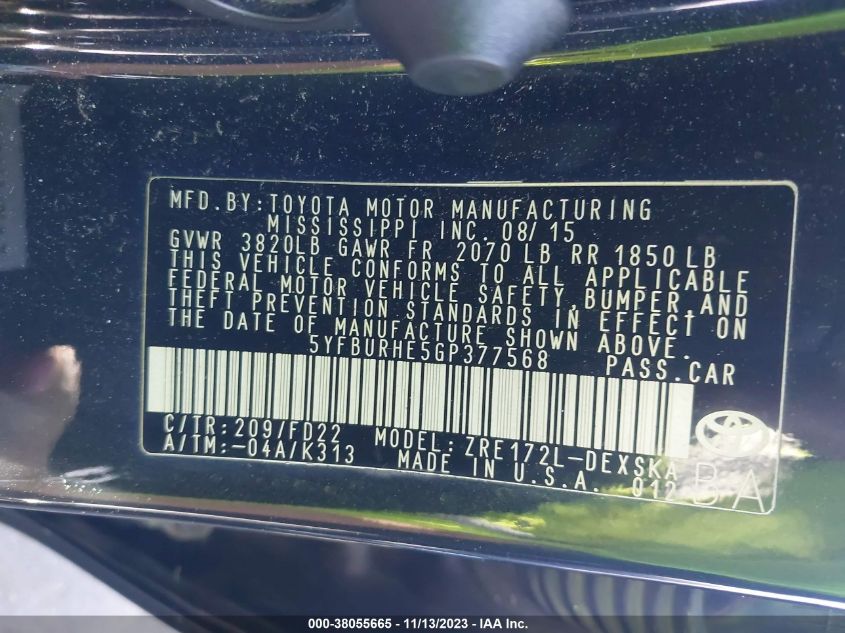 MFD.BY:TOYOTA MOTOR MANUFACTURING
MISSISSIPPI INC. 08/15
GVWR 3820LB GAWR FR 2070LB RR 1850LB
THIS VEHICLE CONFORMS TO ALL APPLICABLE
FEDERAL MOTOR VEHICLE SAFETY,BUMPER,AND
THEFT PREVENTION STANDARDS IN EFFECT ON
THE DATE OF MANUFACTURE SHOWN ABOVE.
5YFBURHE5GP377568 PASS.CAR
C/TR:209/FD22 MODEL:ZRE172L-DEXSKA
A/TM:-04A/K313 MADE IN U.S.A. 012
BA
000-38055665 - 11/13/2023 - IAA Inc.